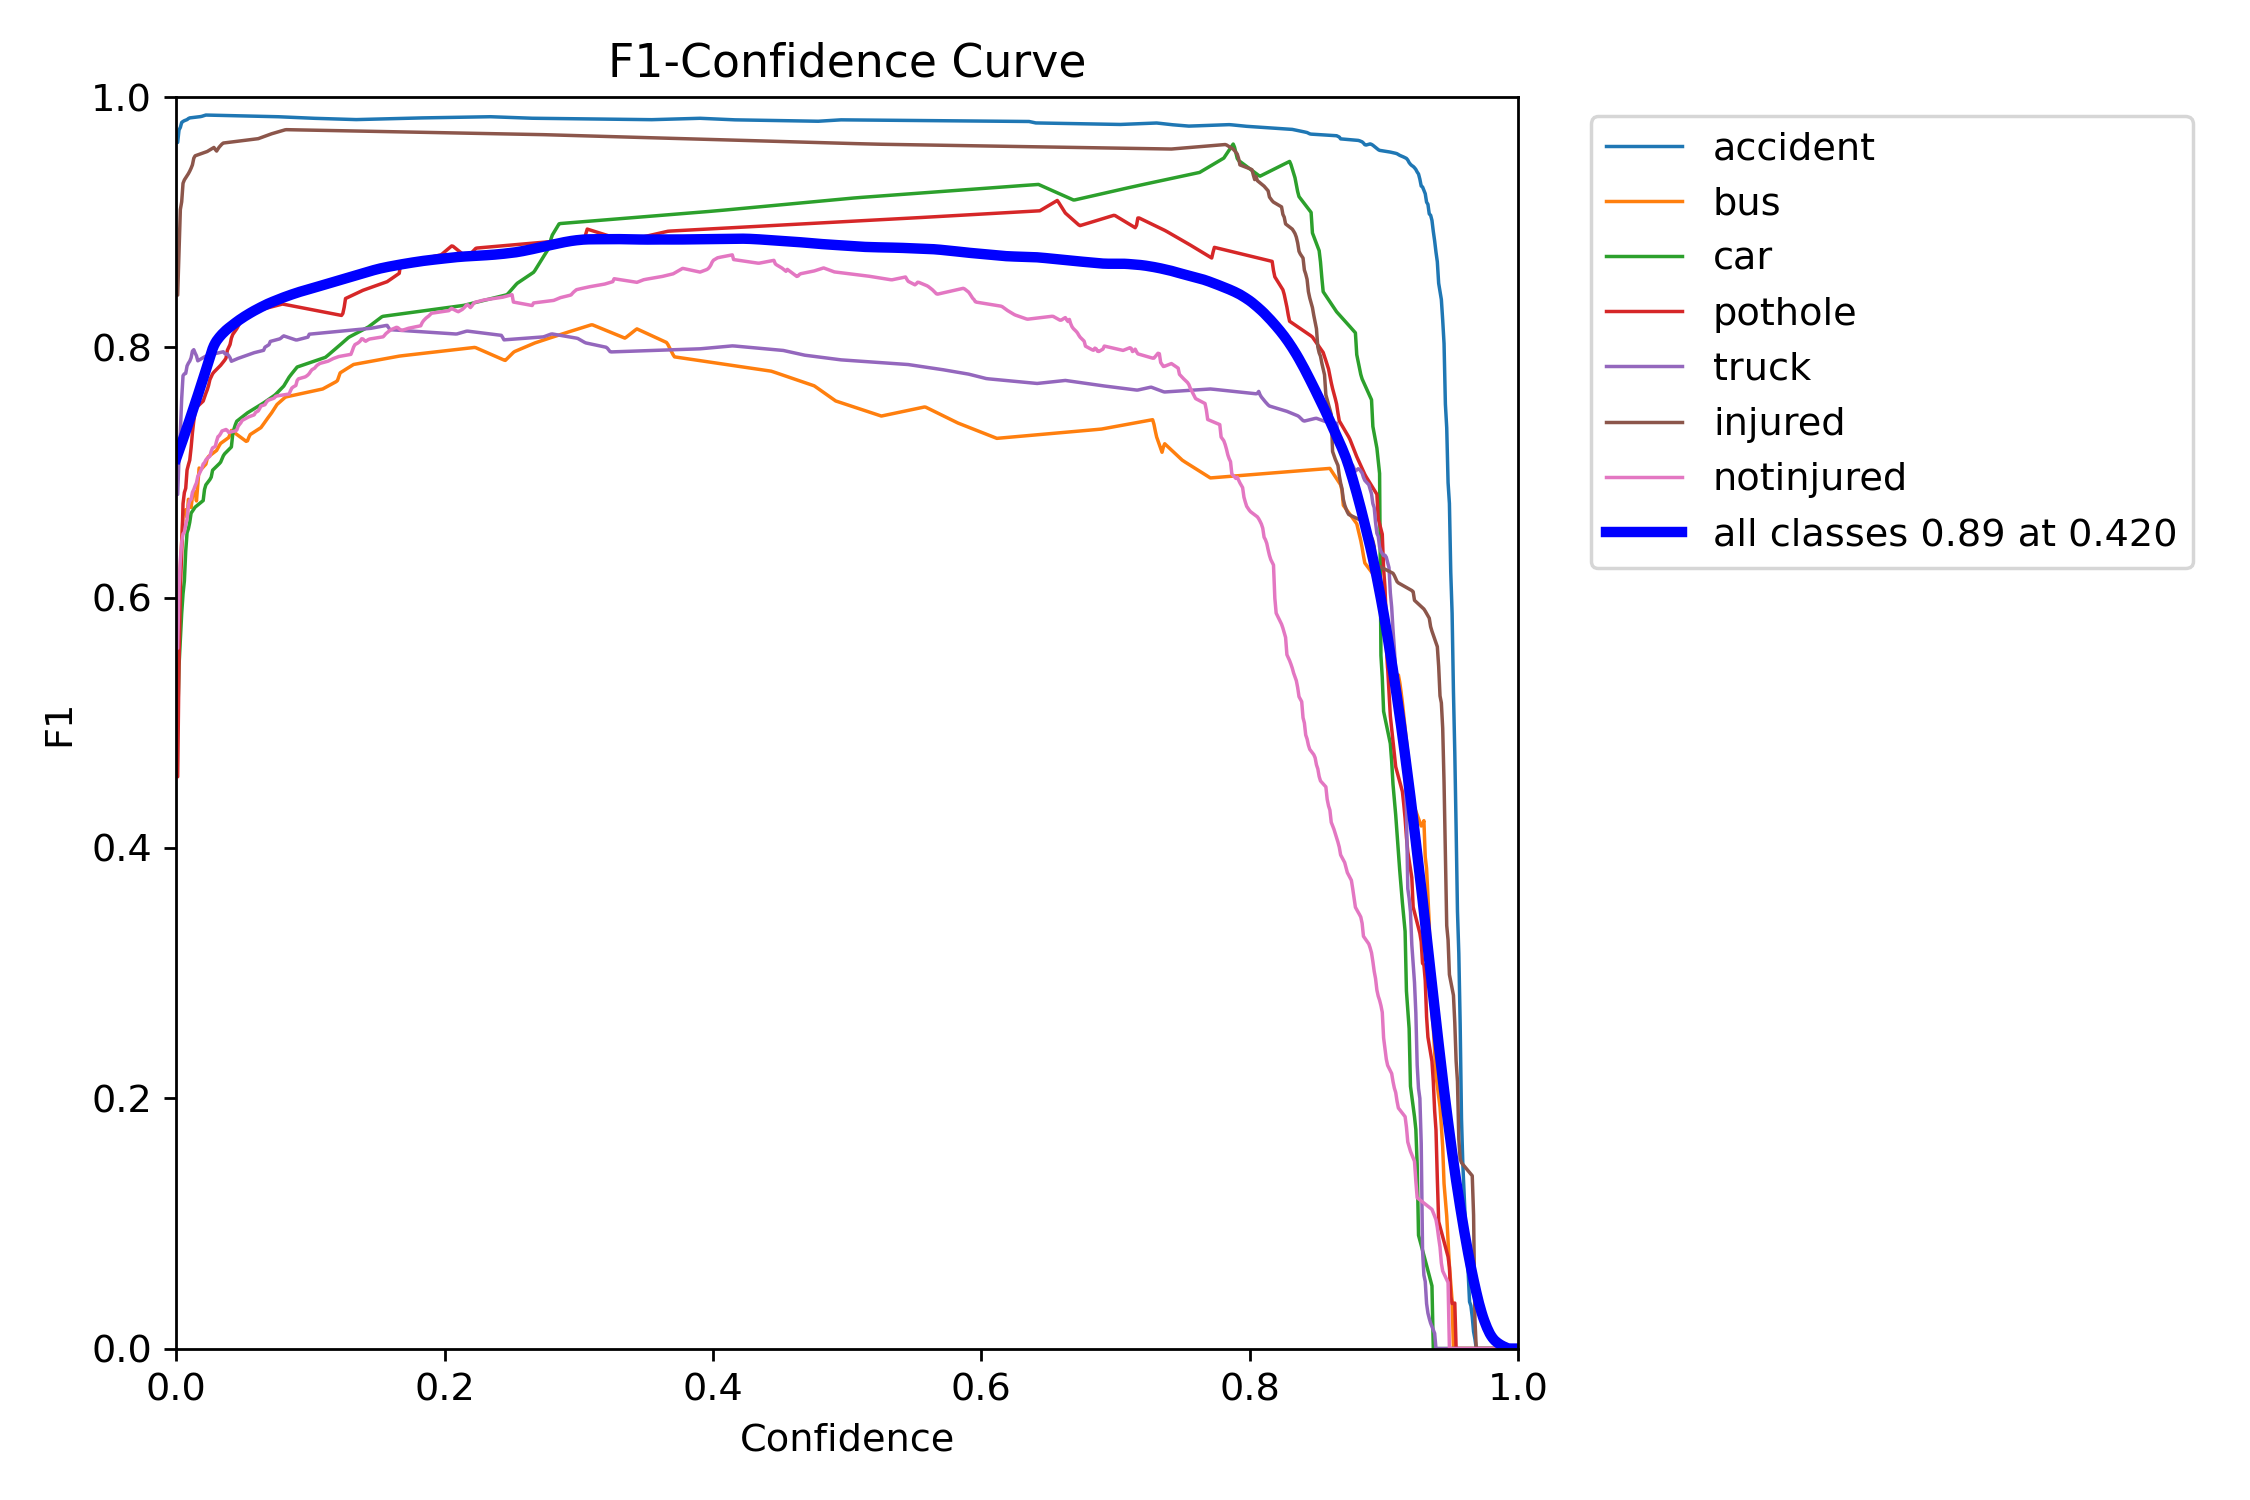 F1-Confidence Curve
1.0
0.8
0.6
0.4
0.2
0.0
F1
0.0 0.2 0.4 0.6 0.8 1.0
Confidence
accident
bus
car
pothole
truck
injured
notinjured
all classes 0.89 at 0.420